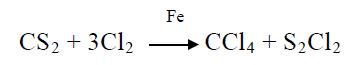 Fe
CS₂ + 3Cl₂ ⟶ CCl₄ + S₂Cl₂